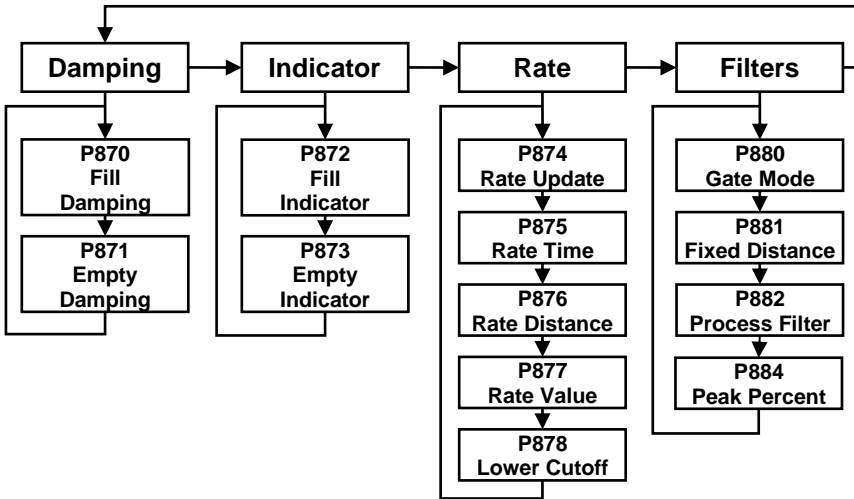 Damping
Indicator
Rate
Filters
P870
Fill
Damping
P871
Empty
Damping
P872
Fill
Indicator
P873
Empty
Indicator
P874
Rate Update
P875
Rate Time
P876
Rate Distance
P877
Rate Value
P878
Lower Cutoff
P880
Gate Mode
P881
Fixed Distance
P882
Process Filter
P884
Peak Percent